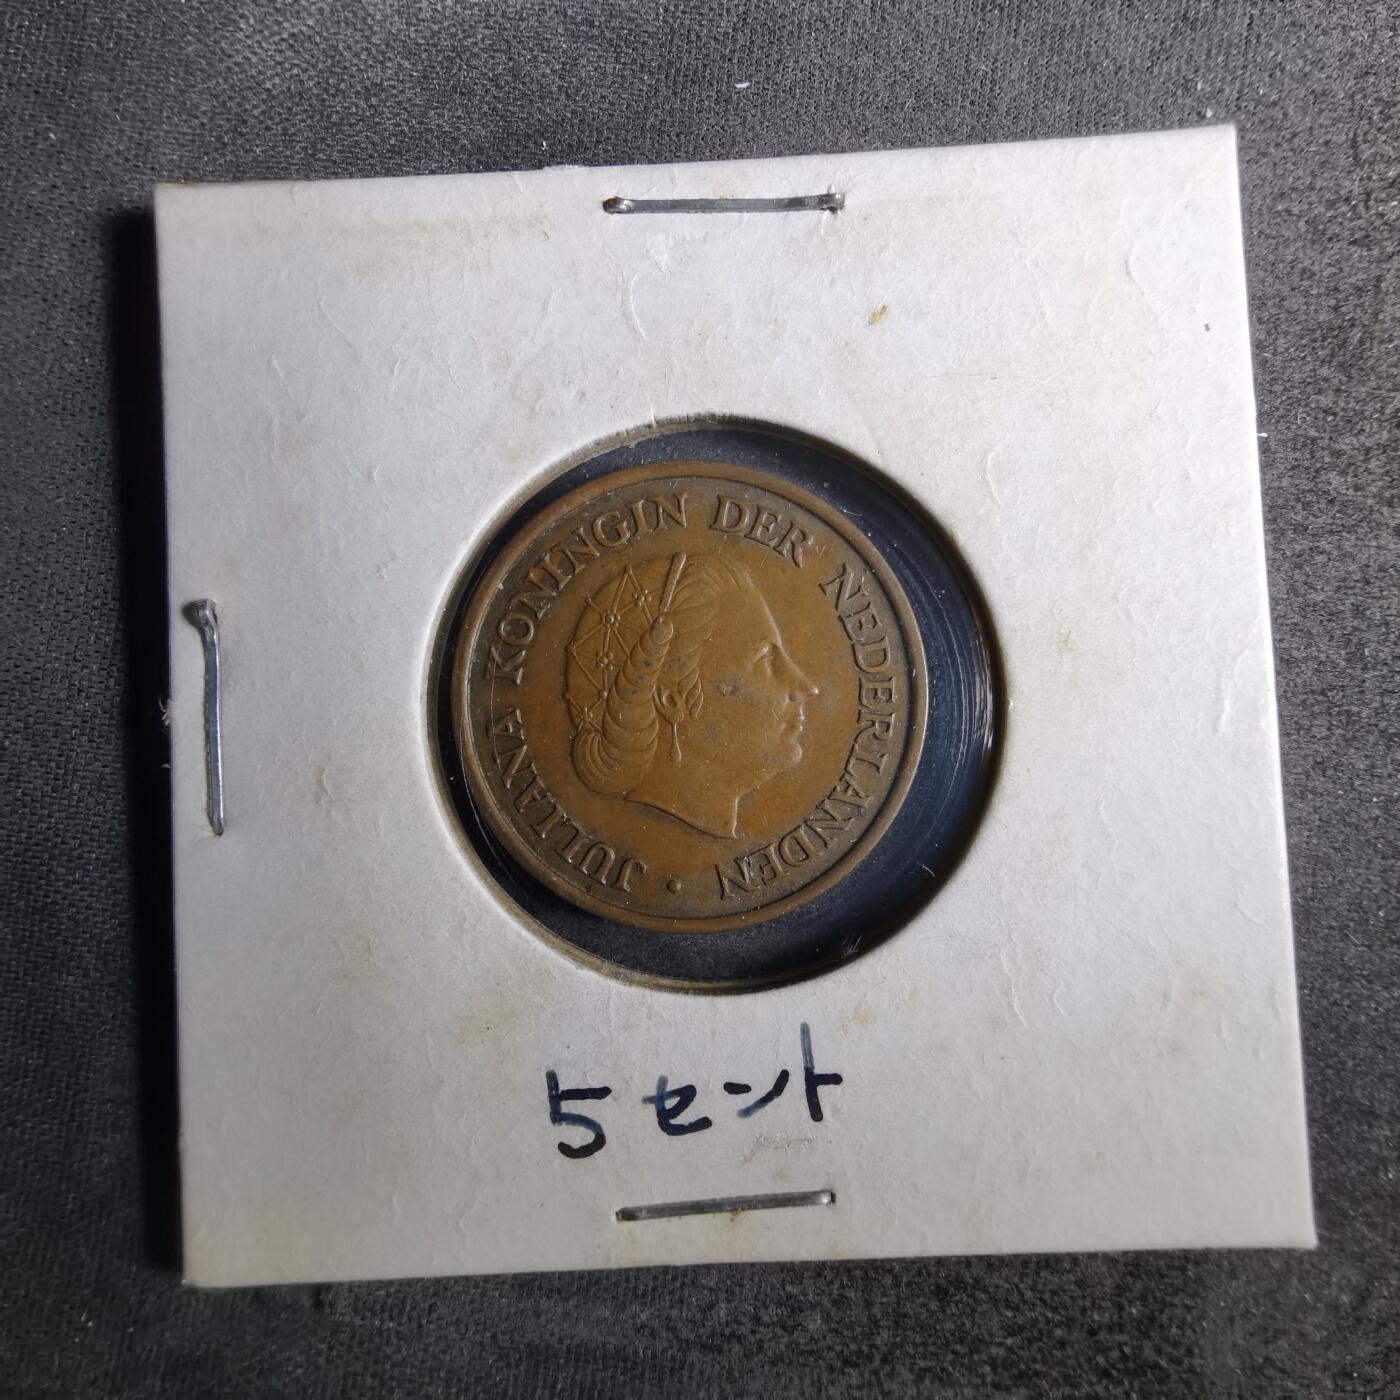 JULIANA KONINGIN DER NEDERLANDEN ·
5セント